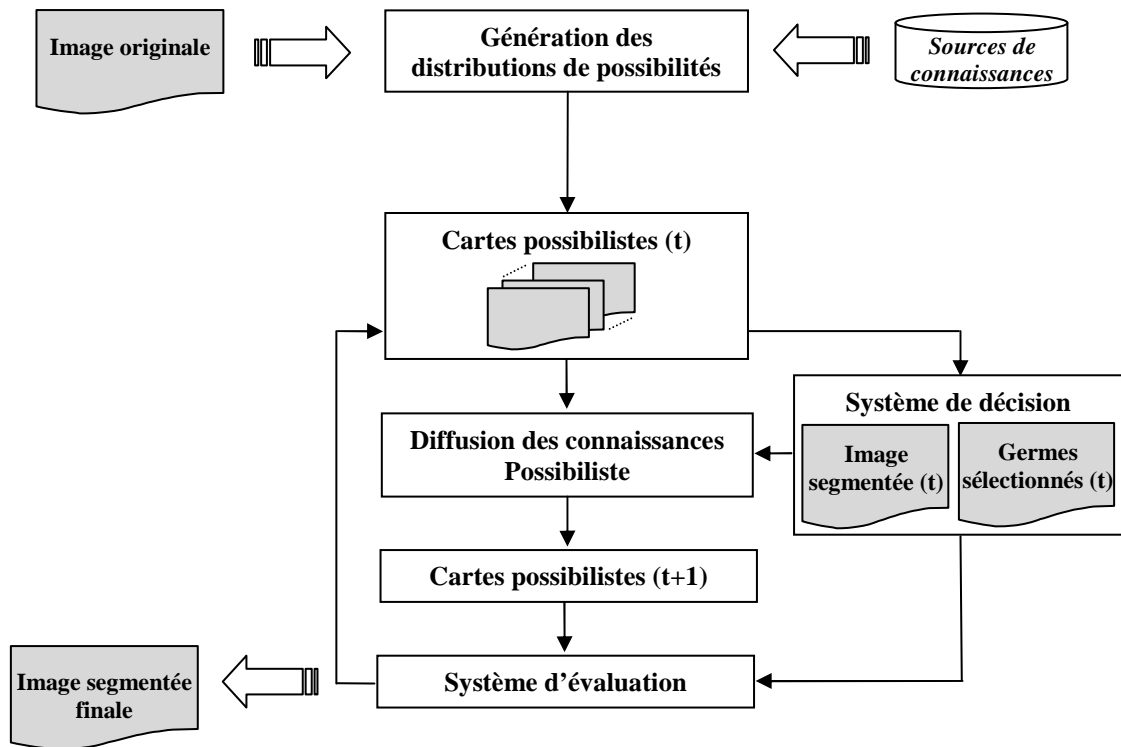 Image originale
Génération des
distributions de possibilités
Sources de
connaissances
Cartes possibilistes (t)
Système de décision
Image
segmentée (t)
Germes
sélectionnés (t)
Diffusion des connaissances
Possibiliste
Cartes possibilistes (t+1)
Système d'évaluation
Image segmentée
finale